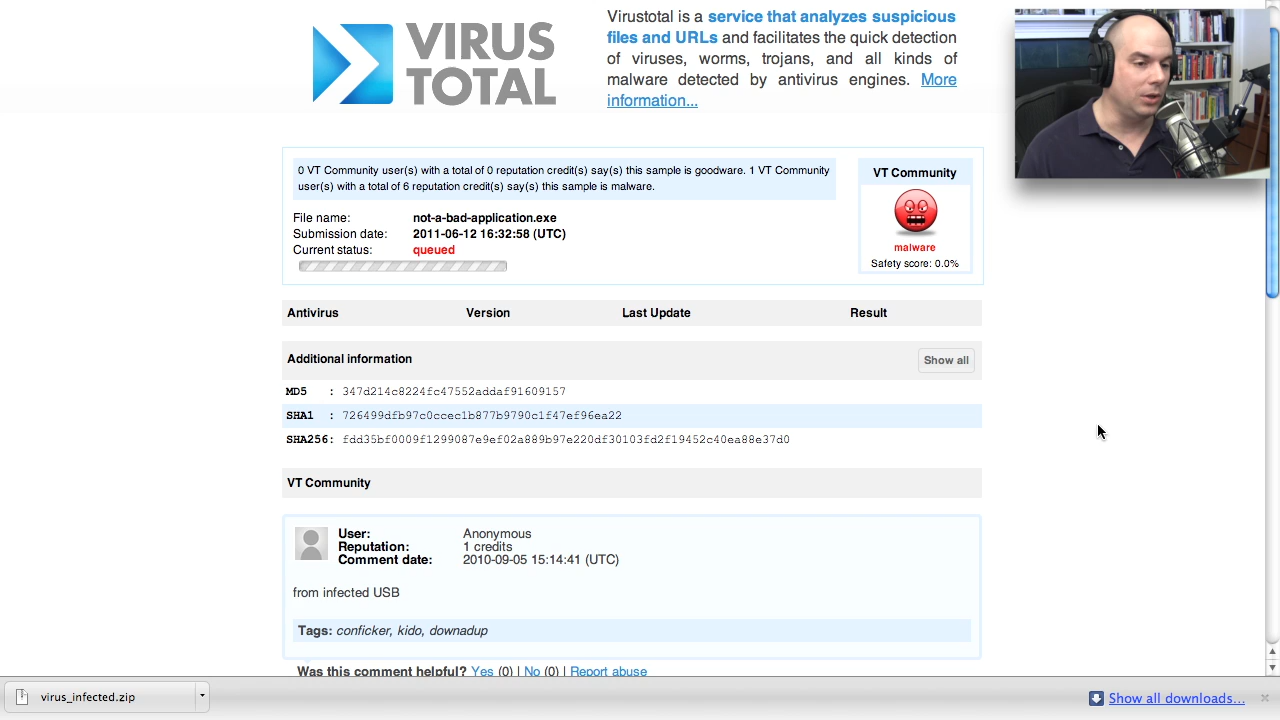 VIRUS
TOTAL
Virustotal is a service that analyzes suspicious
files and URLs and facilitates the quick detection
of viruses, worms, trojans, and all kinds of
malware detected by antivirus engines. More
information...
0 VT Community user(s) with a total of 0 reputation credit(s) say(s) this sample is goodware. 1 VT Community
user(s) with a total of 6 reputation credit(s) say(s) this sample is malware.
File name: not-a-bad-application.exe
Submission date: 2011-06-12 16:32:58 (UTC)
Current status: queued
VT Community
malware
Safety score: 0.0%
Antivirus Version Last Update Result
Additional information
Show all
MD5 : 347d214c8224fc47552addaf91609157
SHA1 : 726499dfb97c0ccec1b877b9790c1f47ef96ea22
SHA256: fdd35bf0009f1299087e9ef02a889b97e220df30103fd2f19452c40ea88e37d0
VT Community
User: Anonymous
Reputation: 1 credits
Comment date: 2010-09-05 15:14:41 (UTC)
from infected USB
Tags: conficker, kido, downadup
Was this comment helpful? Yes (0) | No (0) | Report abuse
virus_infected.zip
Show all downloads...